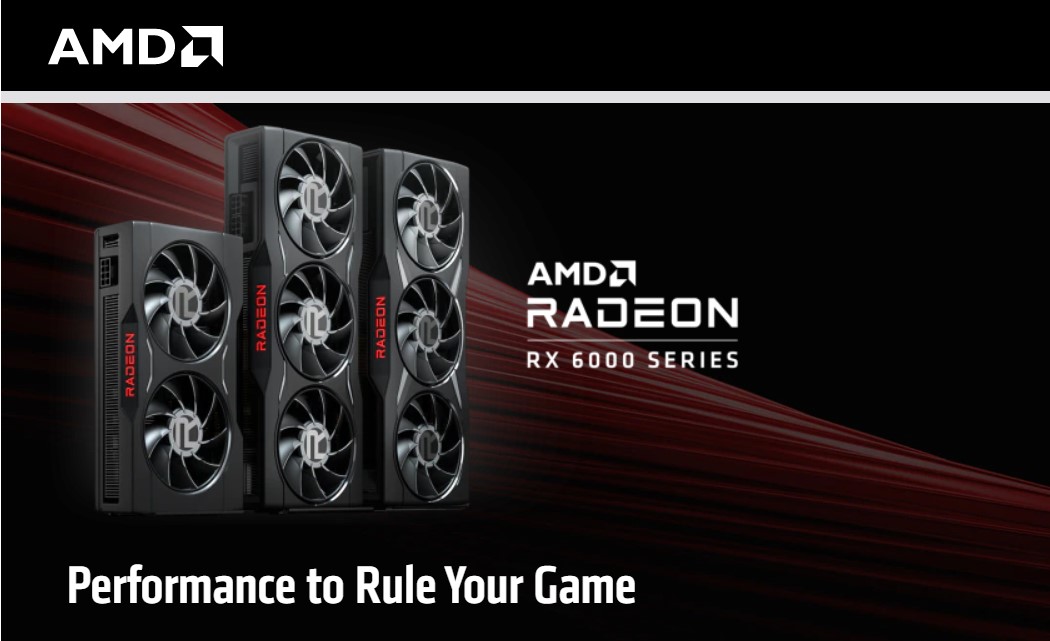 AMD
RADEON
RADEON
RADEON
AMD
RADEON
RX 6000 SERIES
Performance to Rule Your Game